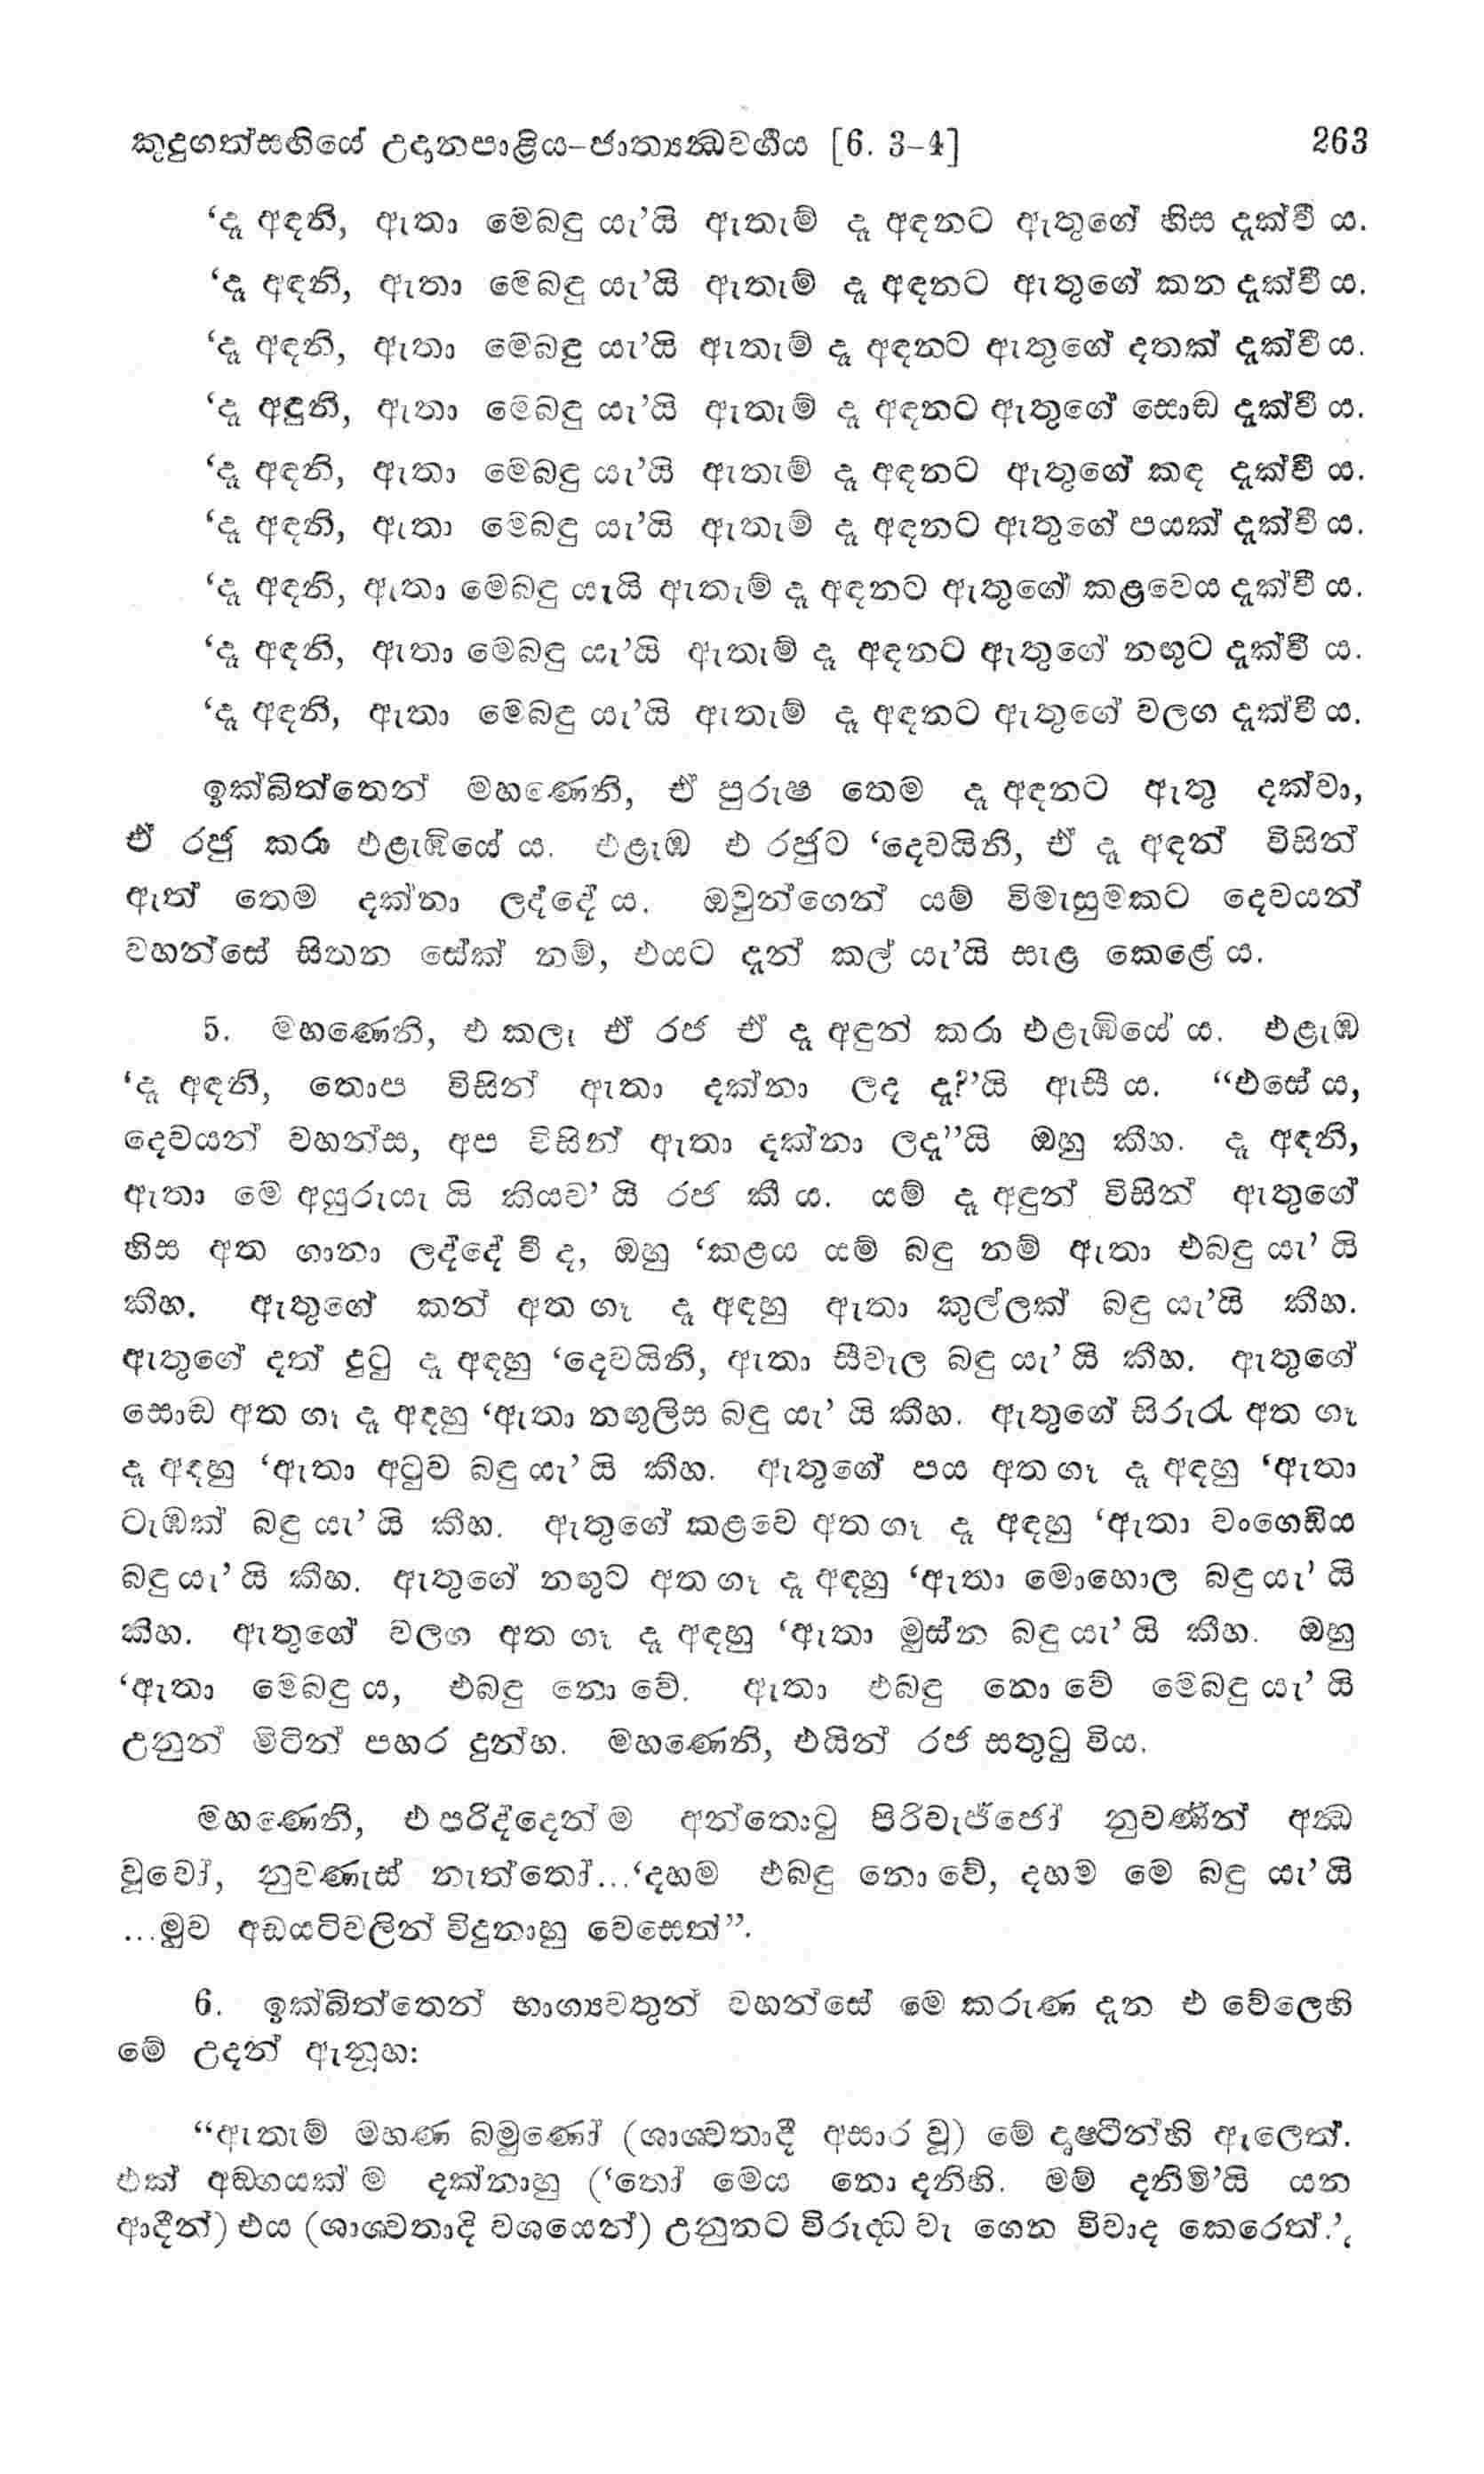 කුදුගත්සඟියේ උදානපාළිය-ජාත්‍යන්‍ධවර්‍ගය [6. 3-4] 263
‘දෑ අඳනි, ඇතා මෙබඳු යැ’යි ඇතැම් දෑ අඳනට ඇතුගේ හිස දැක්වී ය.
‘දෑ අඳනි, ඇතා මෙබඳු යැ’යි ඇතැම් දෑ අඳනට ඇතුගේ කන දැක්වී ය.
‘දෑ අඳනි, ඇතා මෙබඳු යැ’යි ඇතැම් දෑ අඳනට ඇතුගේ දතක් දැක්වී ය.
‘දෑ අඳුනි, ඇතා මෙබඳු යැ’යි ඇතැම් දෑ අඳනට ඇතුගේ සොඬ දැක්වී ය.
‘දෑ අඳනි, ඇතා මෙබඳු යැ’යි ඇතැම් දෑ අඳනට ඇතුගේ කඳ දැක්වී ය.
‘දෑ අඳනි, ඇතා මෙබඳු යැ’යි ඇතැම් දෑ අඳනට ඇතුගේ පයක් දැක්වී ය.
‘දෑ අඳනි, ඇතා මෙබඳු යැයි ඇතැම් දෑ අඳනට ඇතුගේ කළවෙය දැක්වී ය.
‘දෑ අඳනි, ඇතා මෙබඳු යැ’යි ඇතැම් දෑ අඳනට ඇතුගේ නඟුට දැක්වී ය.
‘දෑ අඳනි, ඇතා මෙබඳු යැ’යි ඇතැම් දෑ අඳනට ඇතුගේ වලග දැක්වී ය.
ඉක්බිත්තෙන් මහණෙනි, ඒ පුරුෂ තෙම දෑ අඳනට ඇතු දක්වා,
ඒ රජු කරා එළැඹියේ ය. එළැඹ එ රජුට ‘දෙවයිනි, ඒ දෑ අඳන් විසින්
ඇත් තෙම දක්නා ලද්දේ ය. ඔවුන්ගෙන් යම් විමැසුමකට දෙවයන්
වහන්සේ සිතන සේක් නම්, එයට දැන් කල් යැ’යි සැළ කෙළේ ය.
5. මහණෙනි, එ කලැ ඒ රජ ඒ දෑ අඳුන් කරා එළැඹියේ ය. එළැඹ
‘දෑ අඳනි, තොප විසින් ඇතා දක්නා ලද ද?’යි ඇසී ය. “එසේ ය,
දෙවයන් වහන්ස, අප විසින් ඇතා දක්නා ලදැ”යි ඔහු කීහ. දෑ අඳනි,
ඇතා මේ අයුරුයැ යි කියව’ යි රජ කී ය. යම් දෑ අඳුන් විසින් ඇතුගේ
හිස අත ගානා ලද්දේ වී ද, ඔහු ‘කළය යම් බඳු නම් ඇතා එබඳු යැ’ යි
කීහ. ඇතුගේ කන් අත ගෑ දෑ අඳහු ඇතා කුල්ලක් බඳු යැ’යි කීහ.
ඇතුගේ දත් දුටු දෑ අඳහු ‘දෙවයිනි, ඇතා සීවැල බඳු යැ’ යි කීහ. ඇතුගේ
සොඬ අත ගෑ දෑ අඳහු ‘ඇතා නඟුලිස බඳු යැ’ යි කීහ. ඇතුගේ සිරුරැ අත ගෑ
දෑ අඳහු ‘ඇතා අටුව බඳු යැ’ යි කීහ. ඇතුගේ පය අත ගෑ දෑ අඳහු ‘ඇතා
ටැඹක් බඳු යැ’ යි කීහ. ඇතුගේ කළවෙ අත ගෑ දෑ අඳහු ‘ඇතා වංගෙඩිය
බඳු යැ’ යි කීහ. ඇතුගේ නඟුට අත ගෑ දෑ අඳහු ‘ඇතා මොහොල බඳු යැ’ යි
කීහ. ඇතුගේ වලග අත ගෑ දෑ අඳහු ‘ඇතා මුස්න බඳු යැ’ යි කීහ. ඔහු
‘ඇතා මෙබඳු ය, එබඳු නො වේ. ඇතා එබඳු නො වේ මෙබඳු යැ’ යි
උනුන් මිටින් පහර දුන්හ. මහණෙනි, එයින් රජ සතුටු විය.
මහණෙනි, එ පරිද්දෙන් ම අන්තොටු පිරිවැජ්ජෝ නුවණින් අන්‍ධ
වූවෝ, නුවණැස් නැත්තෝ...‘දහම එබඳු නො වේ, දහම මෙ බඳු යැ’ යි
...මුව අඩයටිවලින් විදුනාහු වෙසෙත්”.
6. ඉක්බිත්තෙන් භාග්‍යවතුන් වහන්සේ මෙ කරුණ දැන එ වේලෙහි
මේ උදන් ඇනූහ:
“ඇතැම් මහණ බමුණෝ (ශාශ්වතාදී අසාර වූ) මේ දෘෂ්ටීන්හි ඇලෙත්.
එක් අඞ්ගයක් ම දක්නාහු (‘තෝ මෙය නො දනිහි. මම් දනිමි’යි යන
ආදීන්) එය (ශාශ්වතාදි වශයෙන්) උනුනට විරුද්ධ වැ ගෙන විවාද කෙරෙත්.’